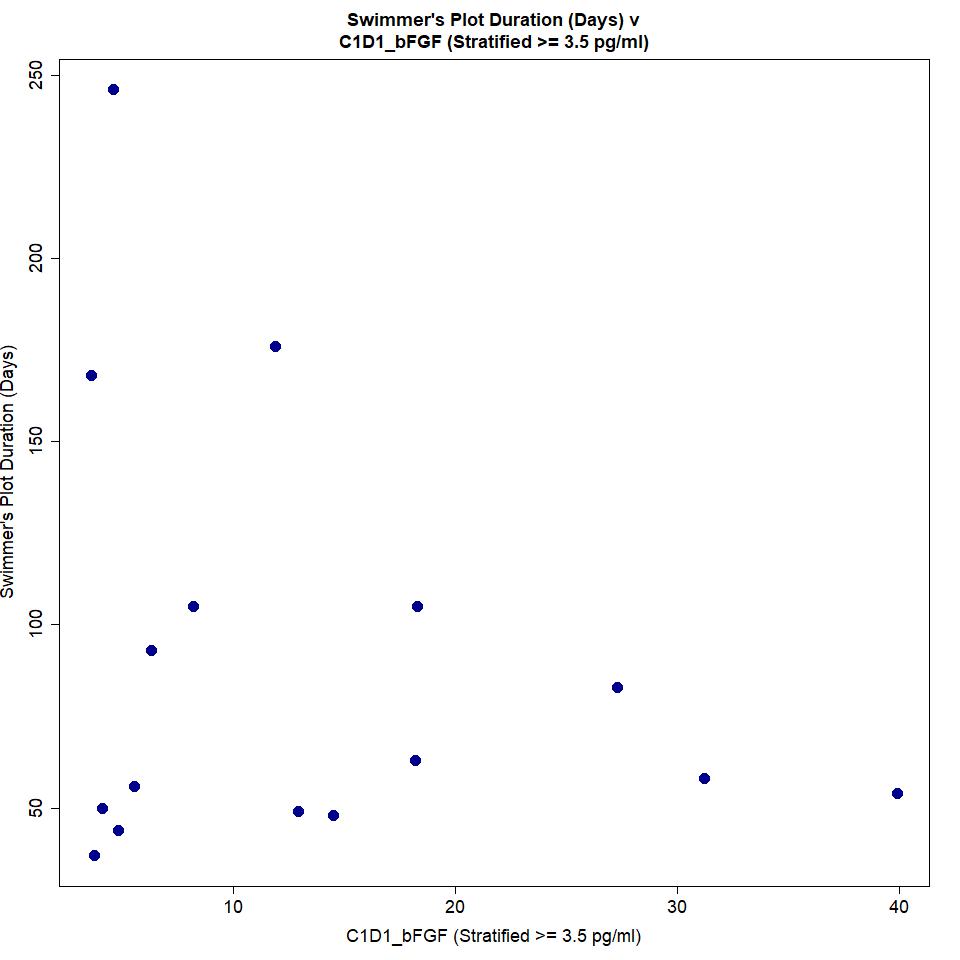 Swimmer's Plot Duration (Days) v
C1D1_bFGF (Stratified >= 3.5 pg/ml)
Swimmer's Plot Duration (Days)
250
200
150
100
50
10 20 30 40
C1D1_bFGF (Stratified >= 3.5 pg/ml)